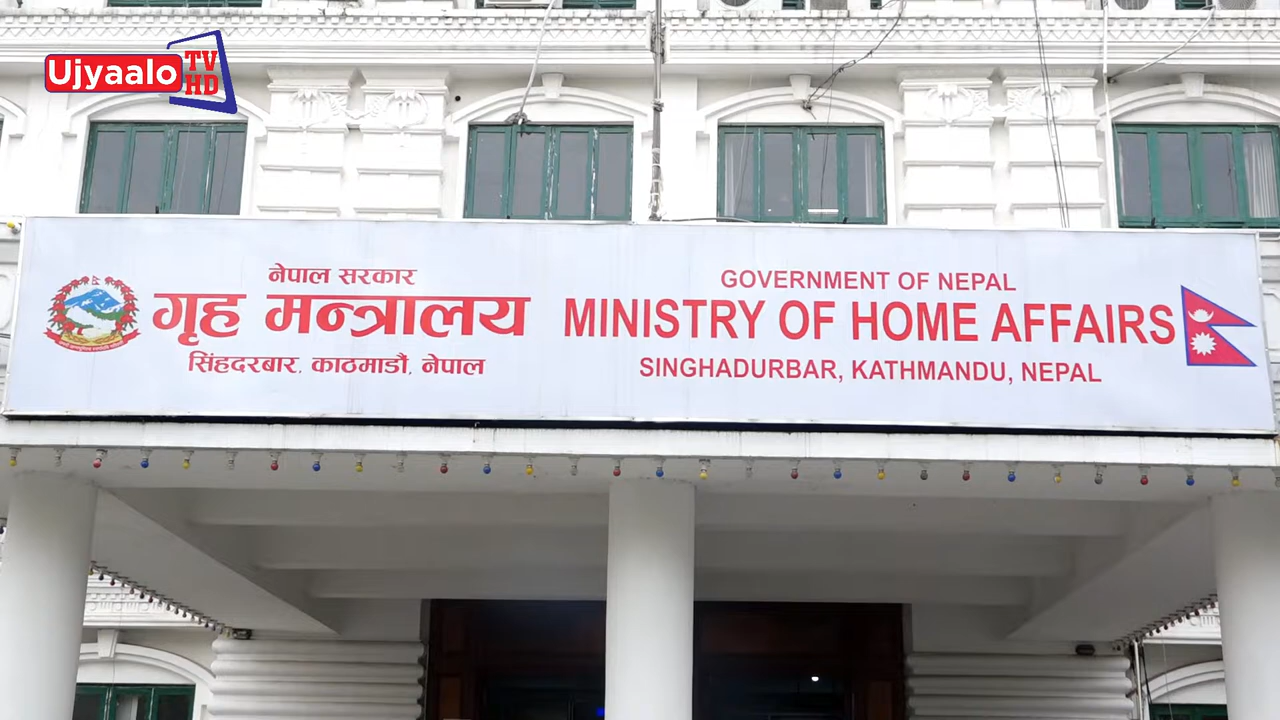 Ujyaalo TV HD
नेपाल सरकार
गृह मन्त्रालय
सिंहदरबार, काठमाडौं, नेपाल
GOVERNMENT OF NEPAL
MINISTRY OF HOME AFFAIRS
SINGHADURBAR, KATHMANDU, NEPAL